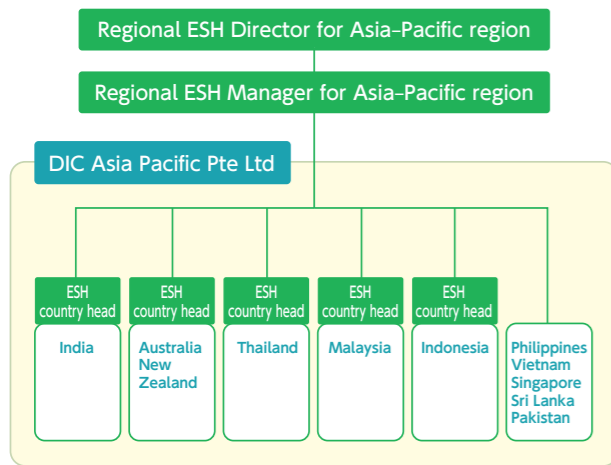 Regional ESH Director for Asia–Pacific region
Regional ESH Manager for Asia–Pacific region
DIC Asia Pacific Pte Ltd
ESH
country head
India
ESH
country head
Australia
New
Zealand
ESH
country head
Thailand
ESH
country head
Malaysia
ESH
country head
Indonesia
Philippines
Vietnam
Singapore
Sri Lanka
Pakistan